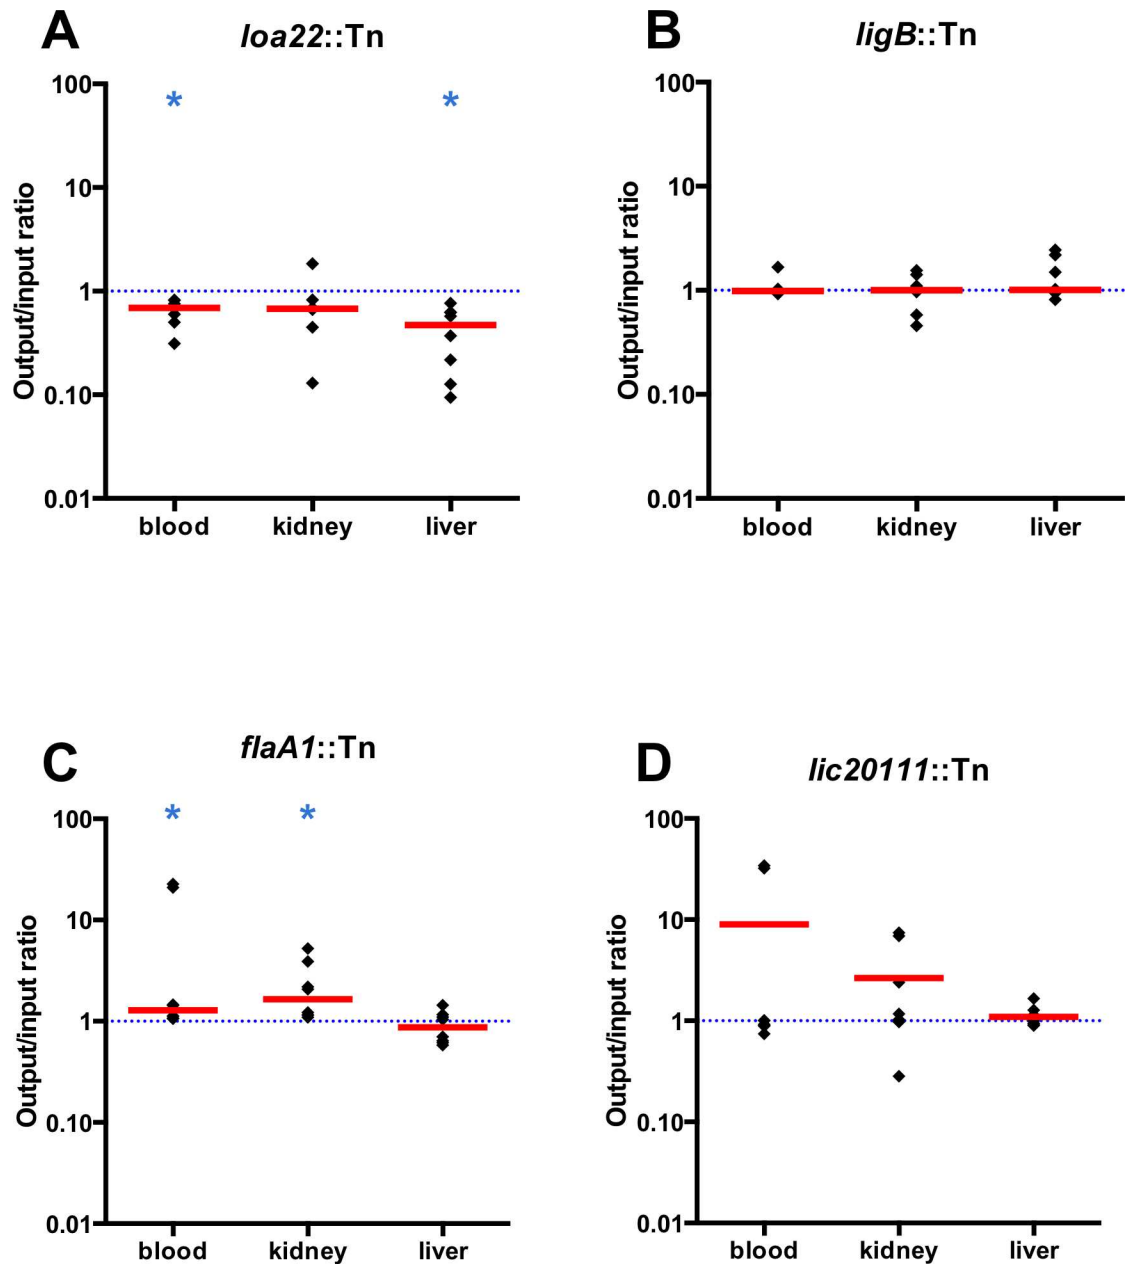 A
loa22::Tn
*
*
Output/input ratio
100
10
1
0.10
0.01
blood
kidney
liver
B
ligB::Tn
Output/input ratio
100
10
1
0.10
0.01
blood
kidney
liver
C
flaA1::Tn
*
*
Output/input ratio
100
10
1
0.10
0.01
blood
kidney
liver
D
lic20111::Tn
Output/input ratio
100
10
1
0.10
0.01
blood
kidney
liver